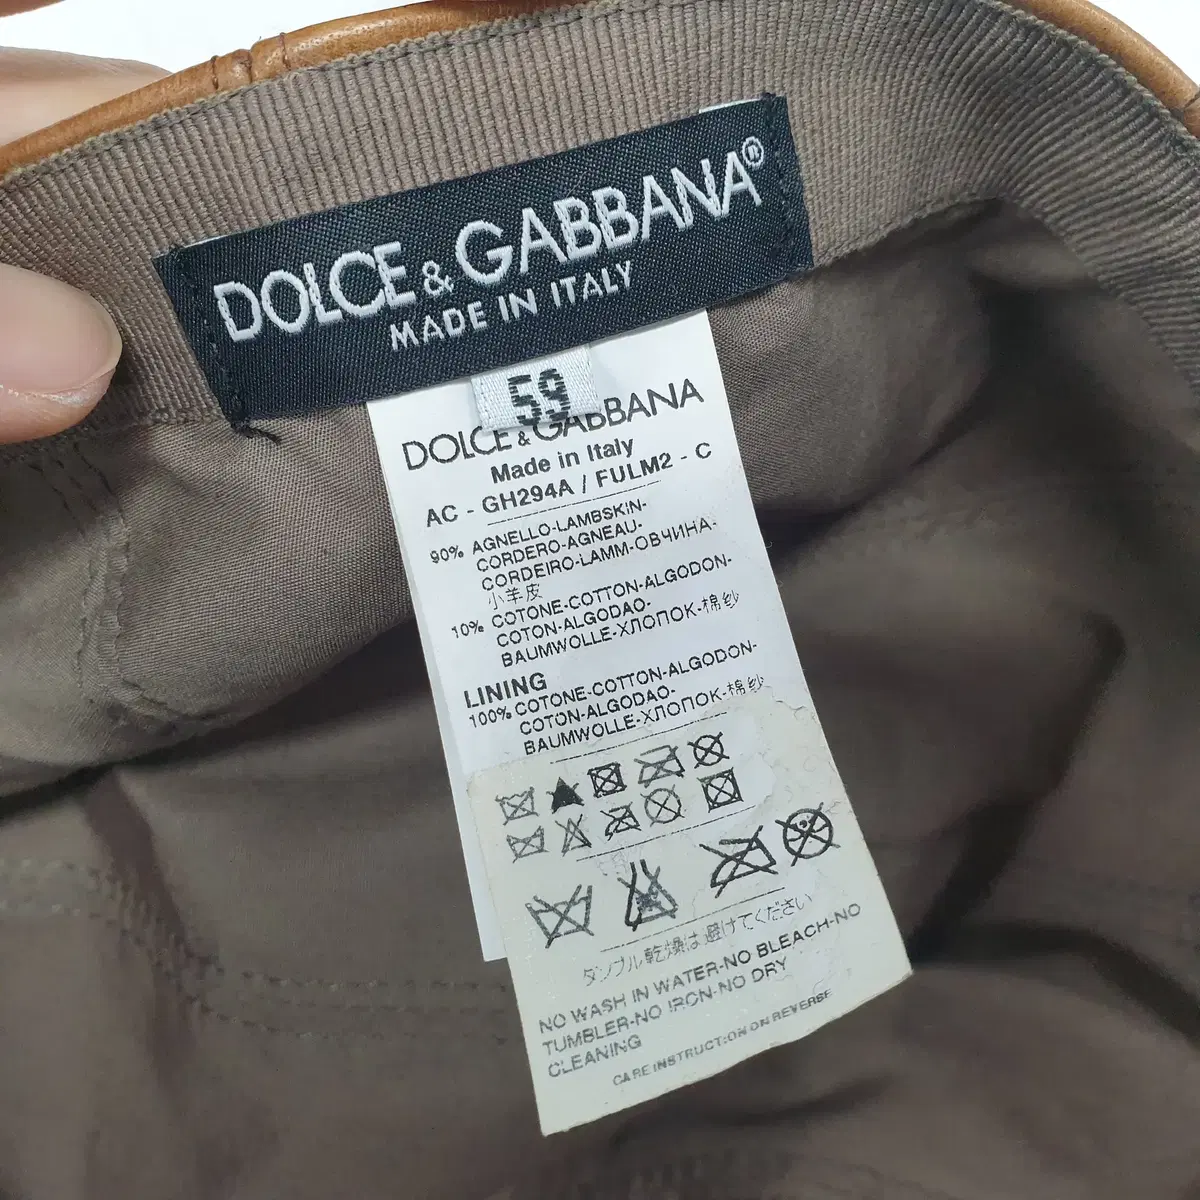 DOLCE & GABBANA®
MADE IN ITALY
59
DOLCE & GABBANA
Made in Italy
AC - GH294A / FULM2 - C
90% AGNELLO-LAMBSKIN-
CORDERO-AGNEAU-
CORDEIRO-LAMM-ОВЧИНА-
小羊皮
10% COTONE-COTTON-ALGODON-
COTON-ALGODAO-
BAUMWOLLE-ХЛОПОК-棉纱
LINING
100% COTONE-COTTON-ALGODON-
COTON-ALGODAO-
BAUMWOLLE-ХЛОПОК-棉纱
タンブル乾燥は避けてください
NO WASH IN WATER-NO BLEACH-NO
TUMBLER-NO IRON-NO DRY
CLEANING
CARE INSTRUCTION ON REVERSE